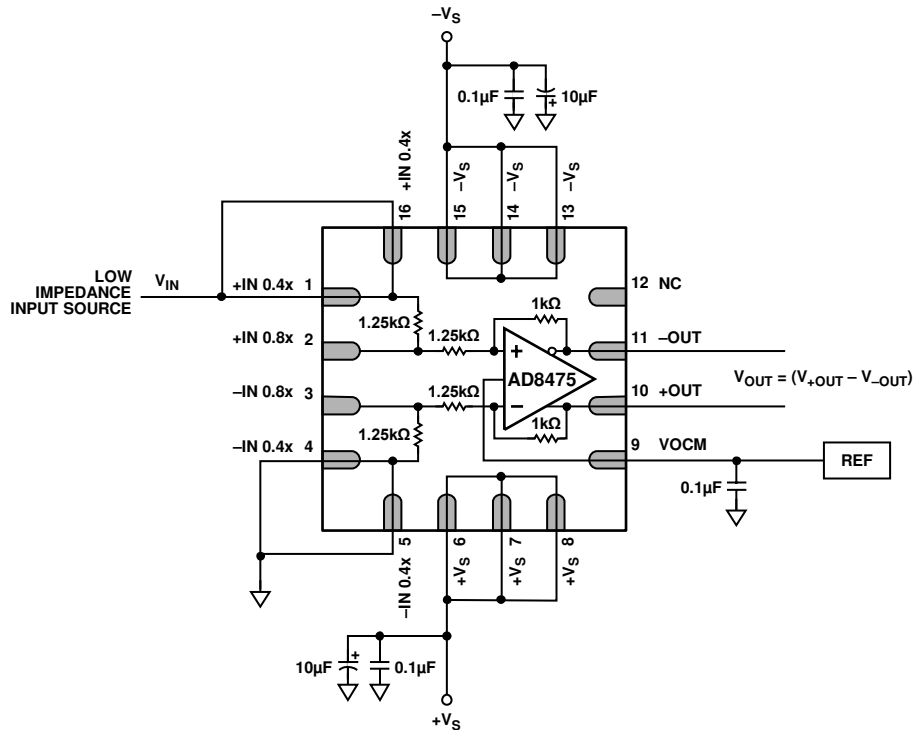 −VS
0.1µF
10µF
+IN 0.4x
−VS
−VS
−VS
16
15
14
13
LOW
IMPEDANCE
INPUT SOURCE
VIN
+IN 0.4x 1
12 NC
1.25kΩ
1kΩ
+IN 0.8x 2
1.25kΩ
11 −OUT
+
AD8475
VOUT = (V+OUT − V−OUT)
−IN 0.8x 3
1.25kΩ
−
10 +OUT
1.25kΩ
1kΩ
−IN 0.4x 4
9 VOCM
REF
0.1µF
5
6
7
8
−IN 0.4x
+VS
+VS
+VS
10µF
+
0.1µF
+VS